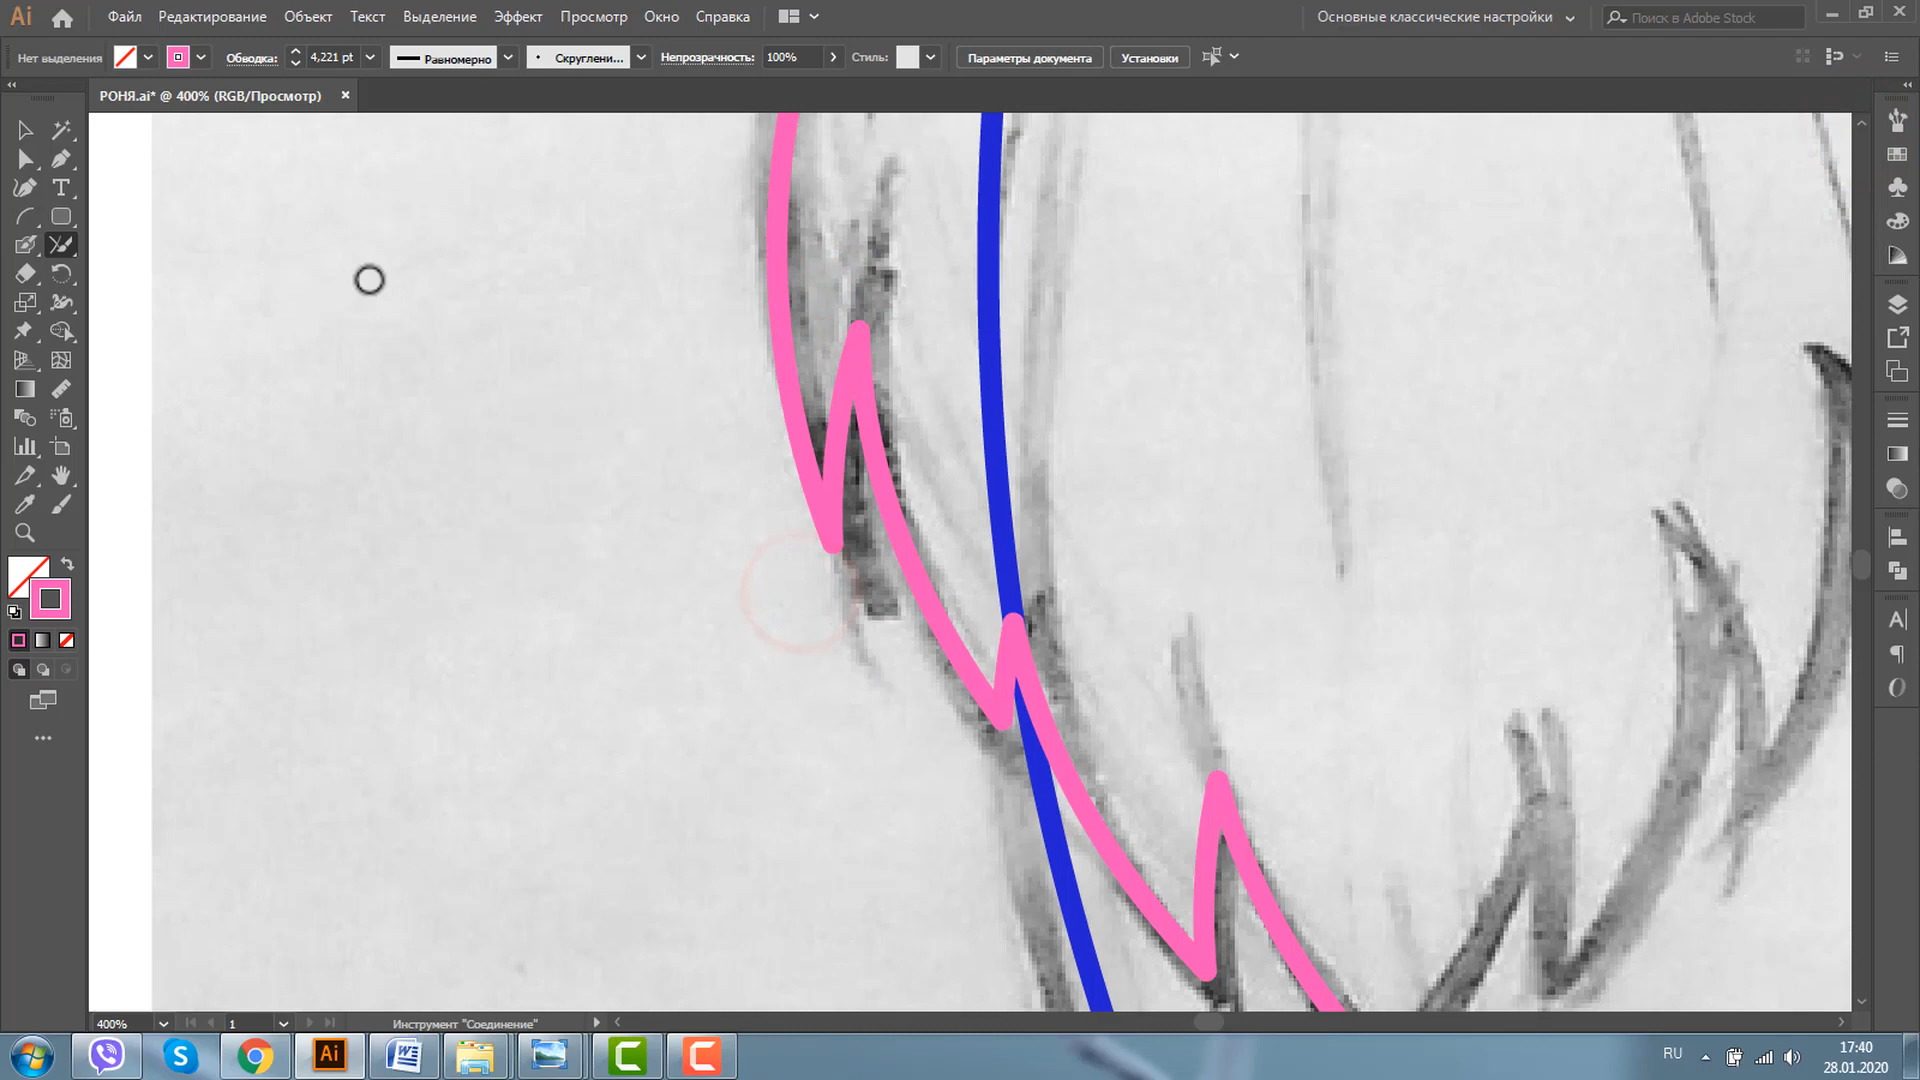 Ai Файл Редактирование Объект Текст Выделение Эффект Просмотр Окно Справка Основные классические настройки Поиск в Adobe Stock
Нет выделения Обводка: 4,221 pt Равномерно Скруглени... Непрозрачность: 100% Стиль: Параметры документа Установки
РОНЯ.ai* @ 400% (RGB/Просмотр)
400% 1 Инструмент "Соединение"
Ai RU 17:40
28.01.2020